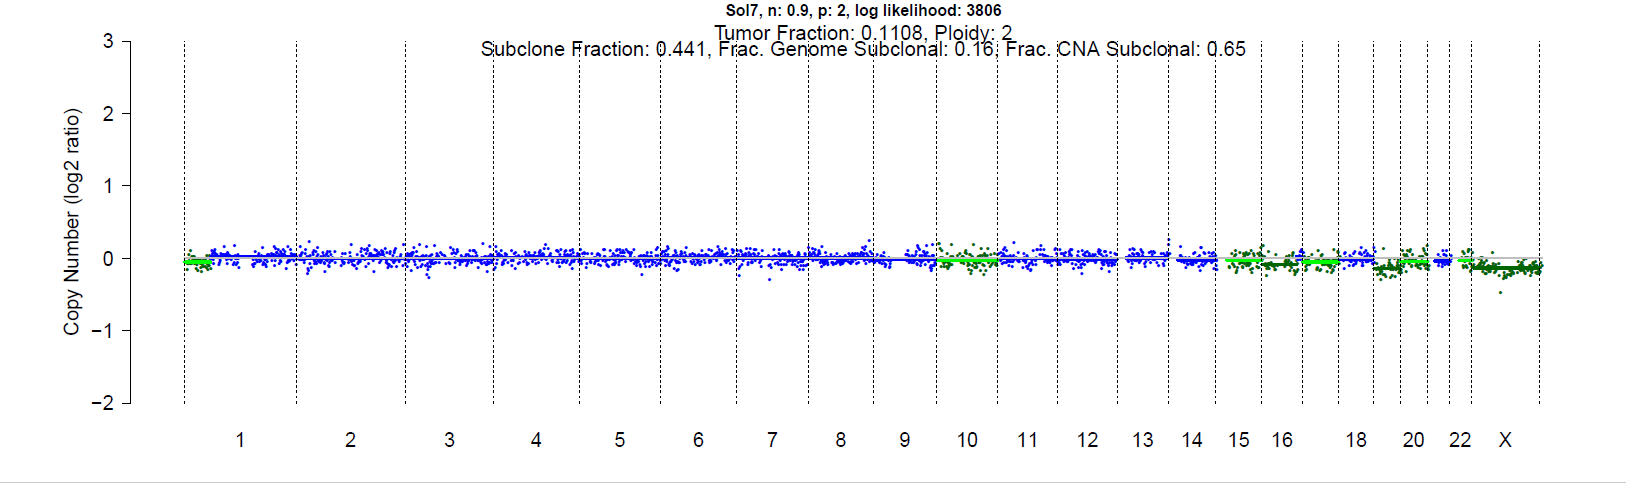 Sol7, n: 0.9, p: 2, log likelihood: 3806
Tumor Fraction: 0.1108, Ploidy: 2
Subclone Fraction: 0.441, Frac. Genome Subclonal: 0.16, Frac. CNA Subclonal: 0.65
Copy Number (log2 ratio)
3
2
1
0
−1
−2
1 2 3 4 5 6 7 8 9 10 11 12 13 14 15 16 18 20 22 X